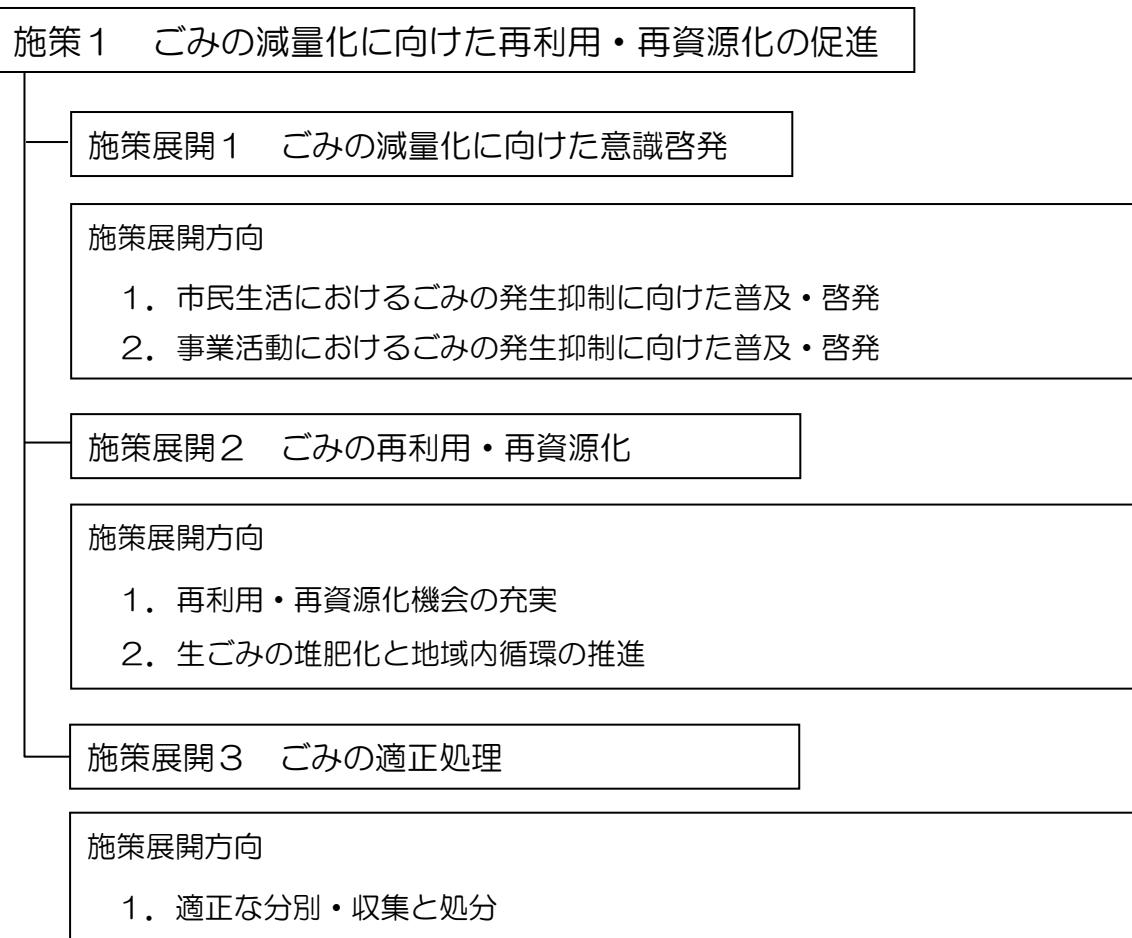 施策１　ごみの減量化に向けた再利用・再資源化の促進
施策展開１　ごみの減量化に向けた意識啓発
施策展開方向
１．市民生活におけるごみの発生抑制に向けた普及・啓発
２．事業活動におけるごみの発生抑制に向けた普及・啓発
施策展開２　ごみの再利用・再資源化
施策展開方向
１．再利用・再資源化機会の充実
２．生ごみの堆肥化と地域内循環の推進
施策展開３　ごみの適正処理
施策展開方向
１．適正な分別・収集と処分